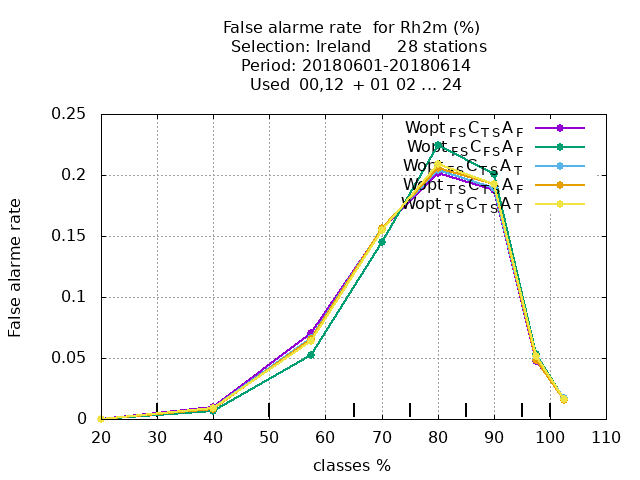 False alarme rate for Rh2m (%)
Selection: Ireland 28 stations
Period: 20180601-20180614
Used 00,12 + 01 02 ... 24
0.25
0.2
0.15
0.1
0.05
0
False alarme rate
Wopt FS C TS A F
Wopt FS C FS A F
Wopt FS C TS A T
Wopt TS C TS A F
Wopt TS C TS A T
20 30 40 50 60 70 80 90 100 110
classes %